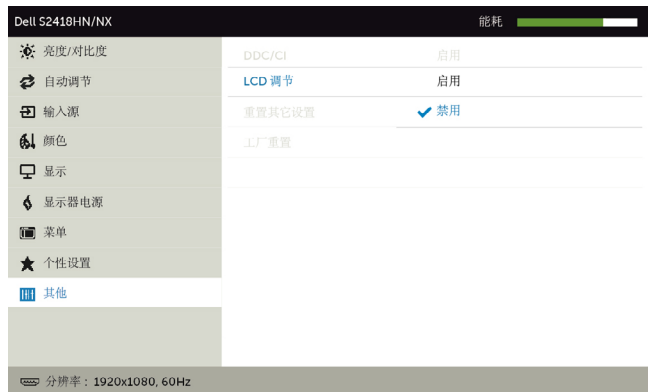 Dell S2418HN/NX 能耗
亮度/对比度 DDC/CI 启用
自动调节 LCD 调节 启用
输入源 重置其它设置 禁用
颜色 工厂重置
显示
显示器电源
菜单
个性设置
其他
分辨率 : 1920x1080, 60Hz